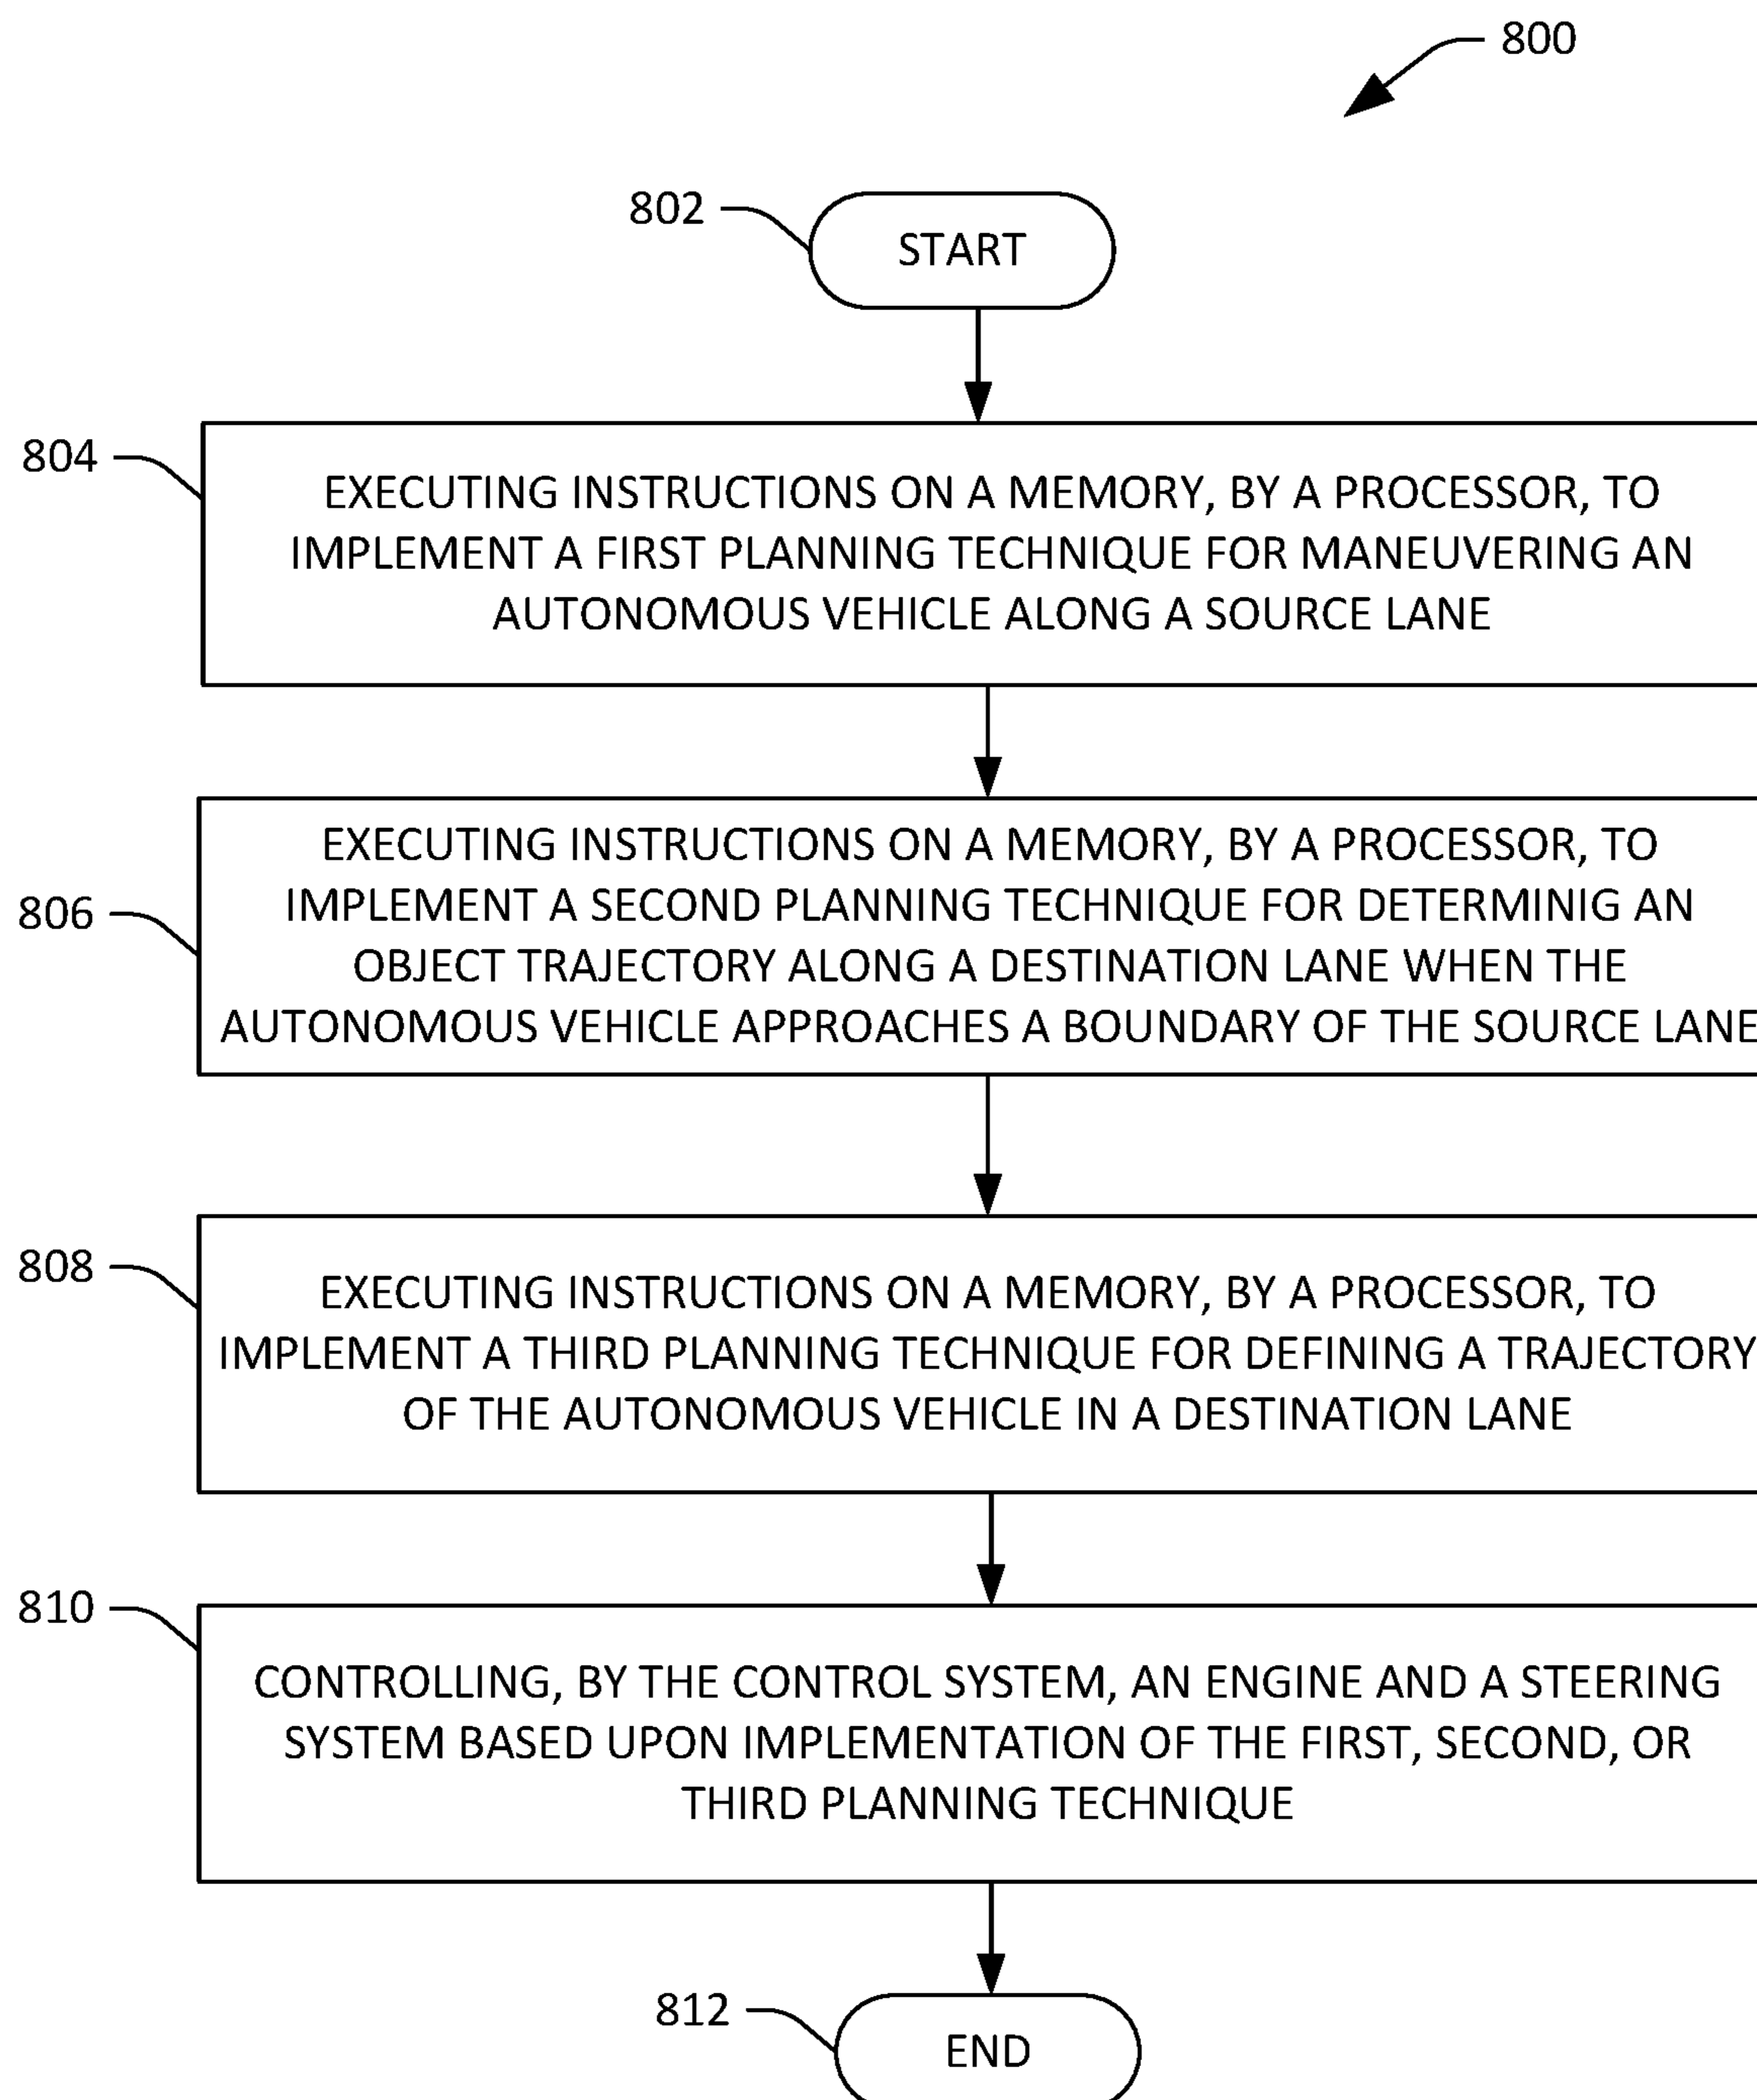 800
802
START
804
EXECUTING INSTRUCTIONS ON A MEMORY, BY A PROCESSOR, TO
IMPLEMENT A FIRST PLANNING TECHNIQUE FOR MANEUVERING AN
AUTONOMOUS VEHICLE ALONG A SOURCE LANE
806
EXECUTING INSTRUCTIONS ON A MEMORY, BY A PROCESSOR, TO
IMPLEMENT A SECOND PLANNING TECHNIQUE FOR DETERMINIG AN
OBJECT TRAJECTORY ALONG A DESTINATION LANE WHEN THE
AUTONOMOUS VEHICLE APPROACHES A BOUNDARY OF THE SOURCE LANE
808
EXECUTING INSTRUCTIONS ON A MEMORY, BY A PROCESSOR, TO
IMPLEMENT A THIRD PLANNING TECHNIQUE FOR DEFINING A TRAJECTORY
OF THE AUTONOMOUS VEHICLE IN A DESTINATION LANE
810
CONTROLLING, BY THE CONTROL SYSTEM, AN ENGINE AND A STEERING
SYSTEM BASED UPON IMPLEMENTATION OF THE FIRST, SECOND, OR
THIRD PLANNING TECHNIQUE
812
END